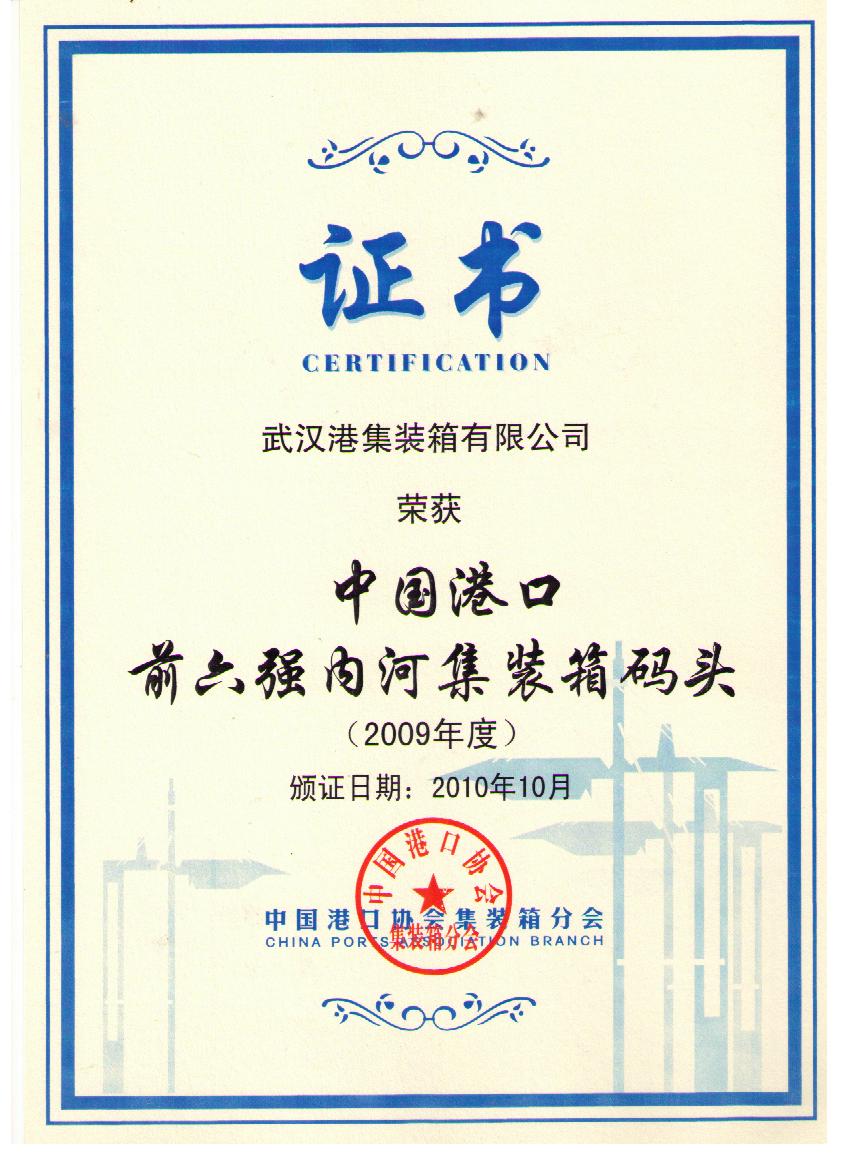 证书
CERTIFICATION
武汉港集装箱有限公司
荣获
中国港口
前六强内河集装箱码头
（2009年度）
颁证日期：2010年10月
中国港口协会
集装箱分会
中国港口协会集装箱分会
CHINA PORTS ASSOCIATION BRANCH